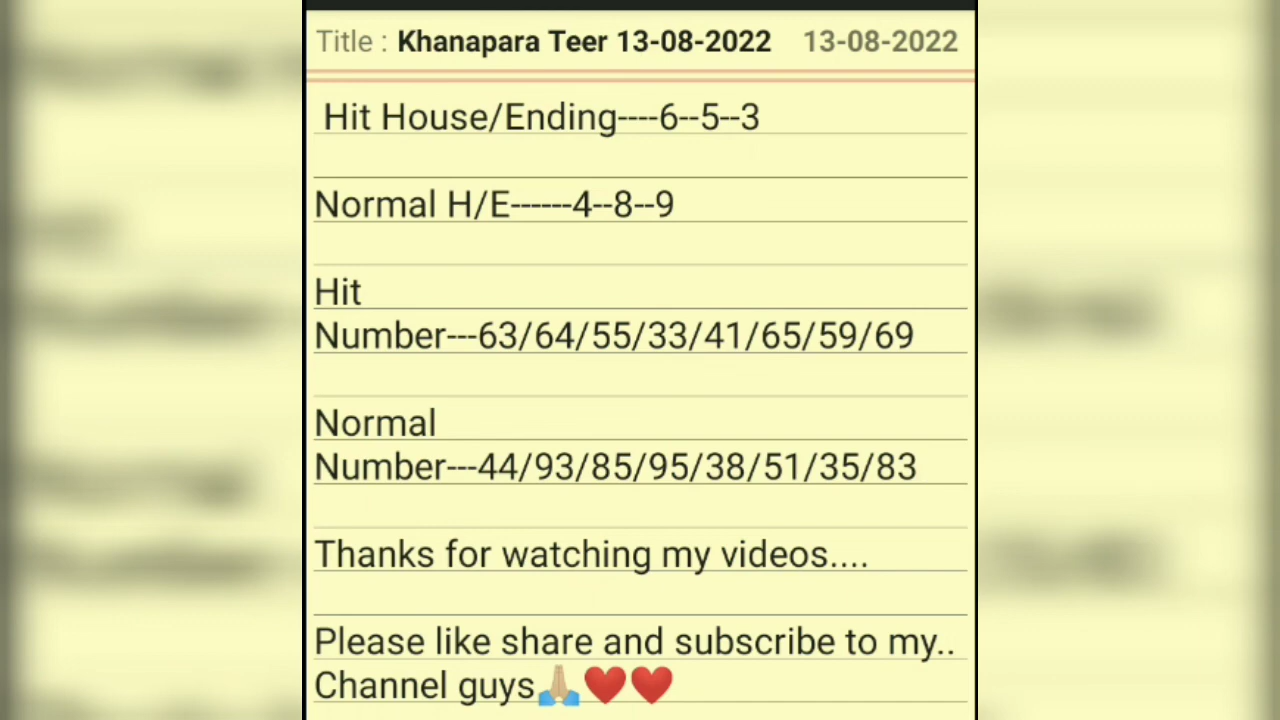 Title : Khanapara Teer 13-08-2022 13-08-2022
Hit House/Ending----6--5--3
Normal H/E------4--8--9
Hit
Number---63/64/55/33/41/65/59/69
Normal
Number---44/93/85/95/38/51/35/83
Thanks for watching my videos....
Please like share and subscribe to my..
Channel guys🙏🏼❤️❤️